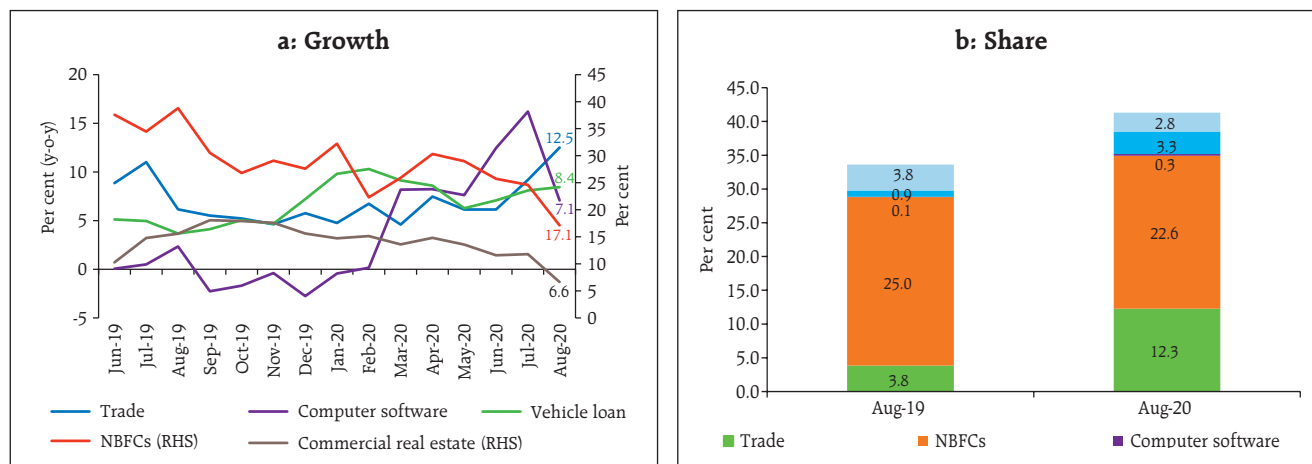 a: Growth
Per cent (y-o-y)
20
15
10
5
0
-5
45
40
35
30
25
20
15
10
5
0
Per cent
12.5
8.4
7.1
17.1
6.6
Jun-19
Jul-19
Aug-19
Sep-19
Oct-19
Nov-19
Dec-19
Jan-20
Feb-20
Mar-20
Apr-20
May-20
Jun-20
Jul-20
Aug-20
Trade
Computer software
Vehicle loan
NBFCs (RHS)
Commercial real estate (RHS)
b: Share
Per cent
45.0
40.0
35.0
30.0
25.0
20.0
15.0
10.0
5.0
0.0
3.8
0.9
0.1
25.0
3.8
2.8
3.3
0.3
22.6
12.3
Aug-19
Aug-20
Trade
NBFCs
Computer software